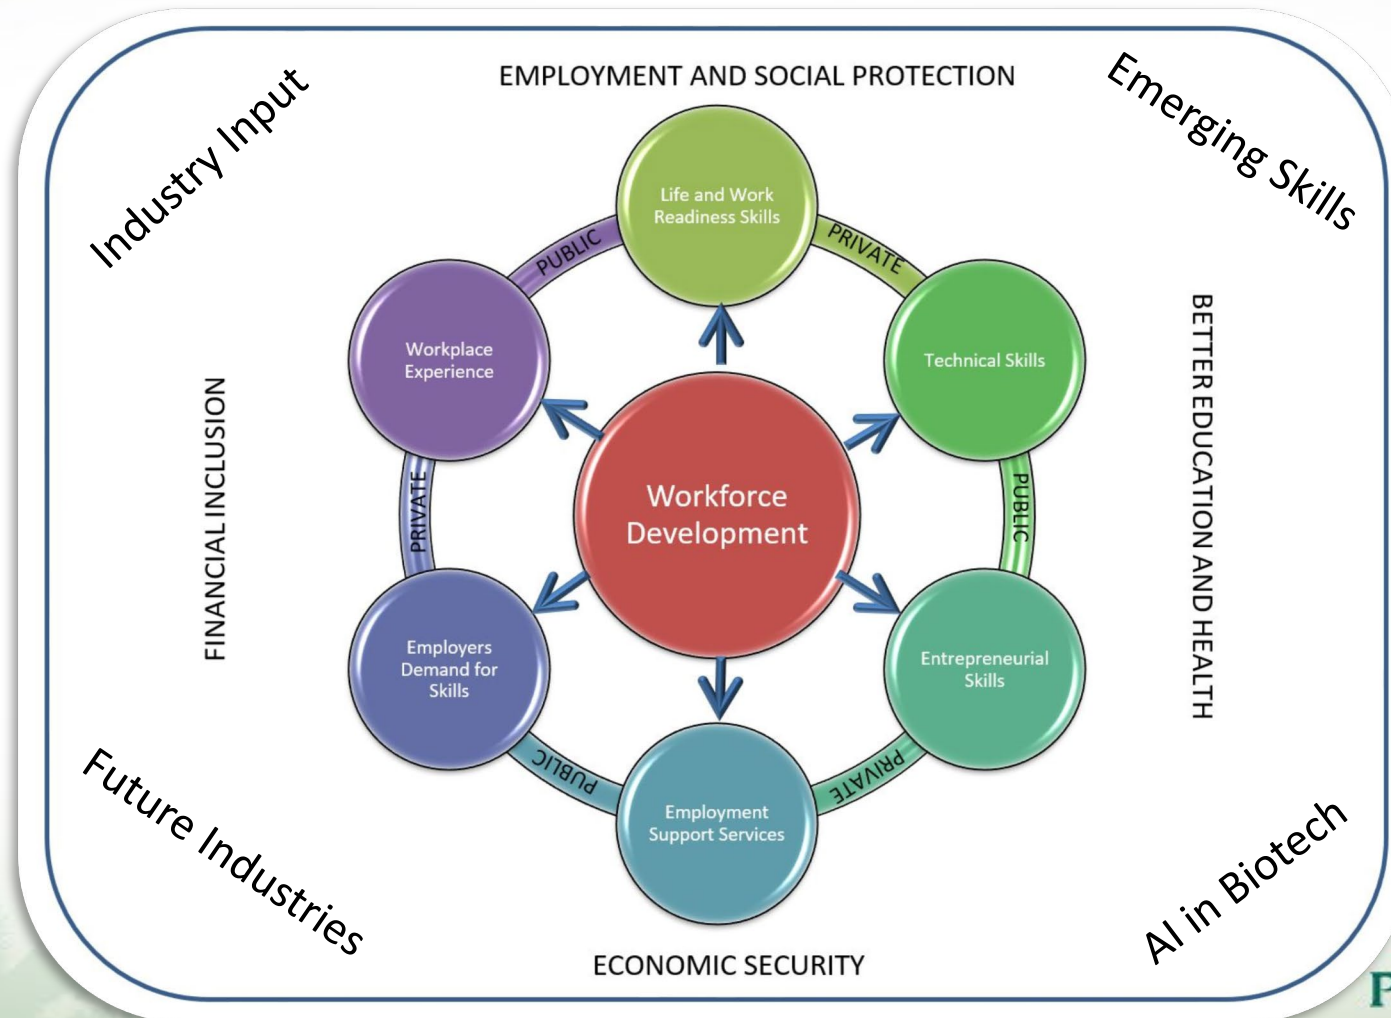 EMPLOYMENT AND SOCIAL PROTECTION
Industry Input
Emerging Skills
Life and Work
Readiness Skills
PUBLIC
PRIVATE
Workplace
Experience
Technical Skills
FINANCIAL INCLUSION
BETTER EDUCATION AND HEALTH
Workforce
Development
PRIVATE
PUBLIC
Employers
Demand for
Skills
Entrepreneurial
Skills
PUBLIC
PRIVATE
Employment
Support Services
Future Industries
AI in Biotech
ECONOMIC SECURITY
P